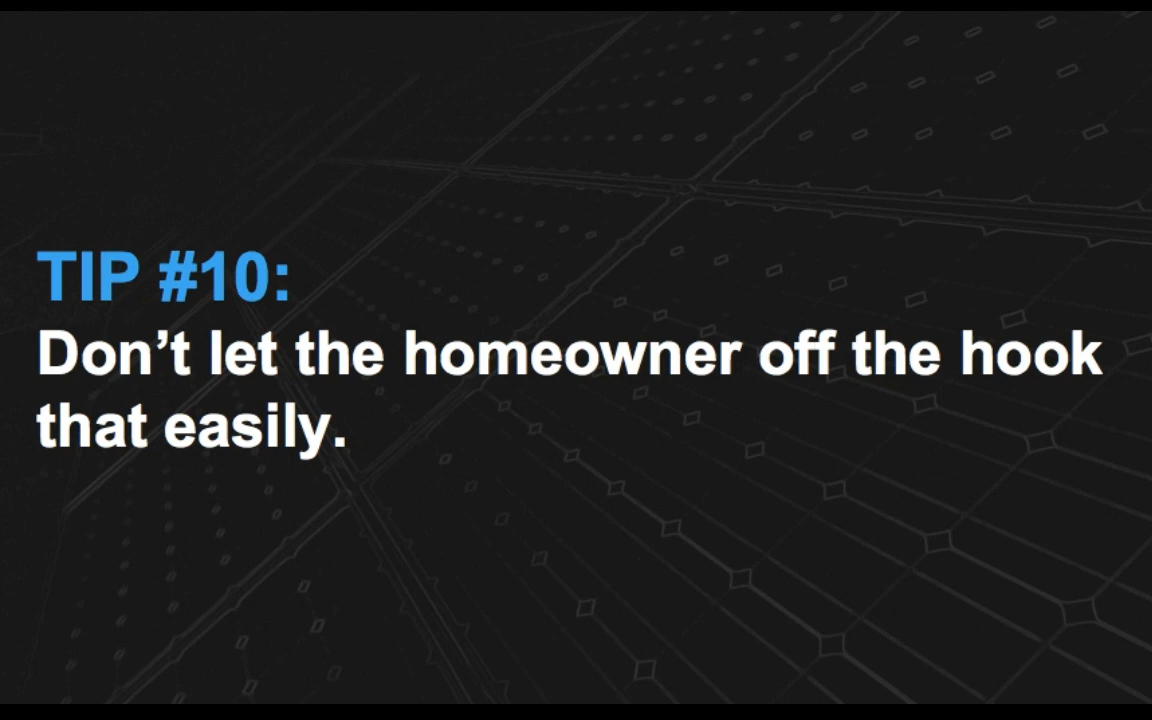 TIP #10:
Don’t let the homeowner off the hook
that easily.